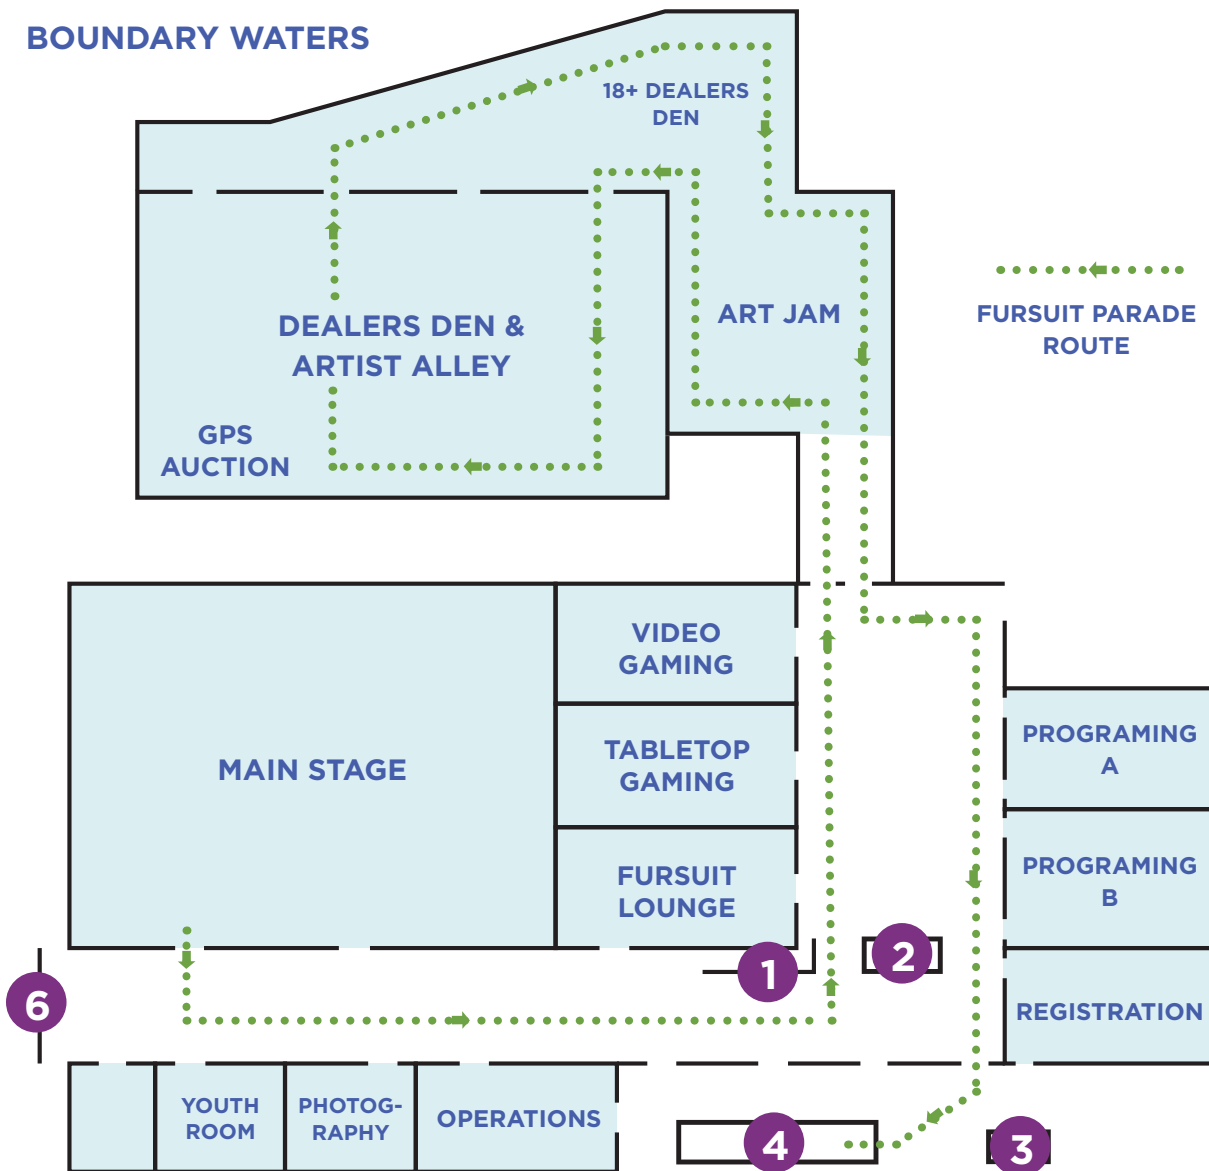 BOUNDARY WATERS
18+ DEALERS
DEN
DEALERS DEN &
ARTIST ALLEY
ART JAM
FURSUIT PARADE
ROUTE
GPS
AUCTION
VIDEO
GAMING
MAIN STAGE
TABLETOP
GAMING
FURSUIT
LOUNGE
PROGRAMING
A
PROGRAMING
B
REGISTRATION
1
2
6
YOUTH
ROOM
PHOTOG-
RAPHY
OPERATIONS
4
3